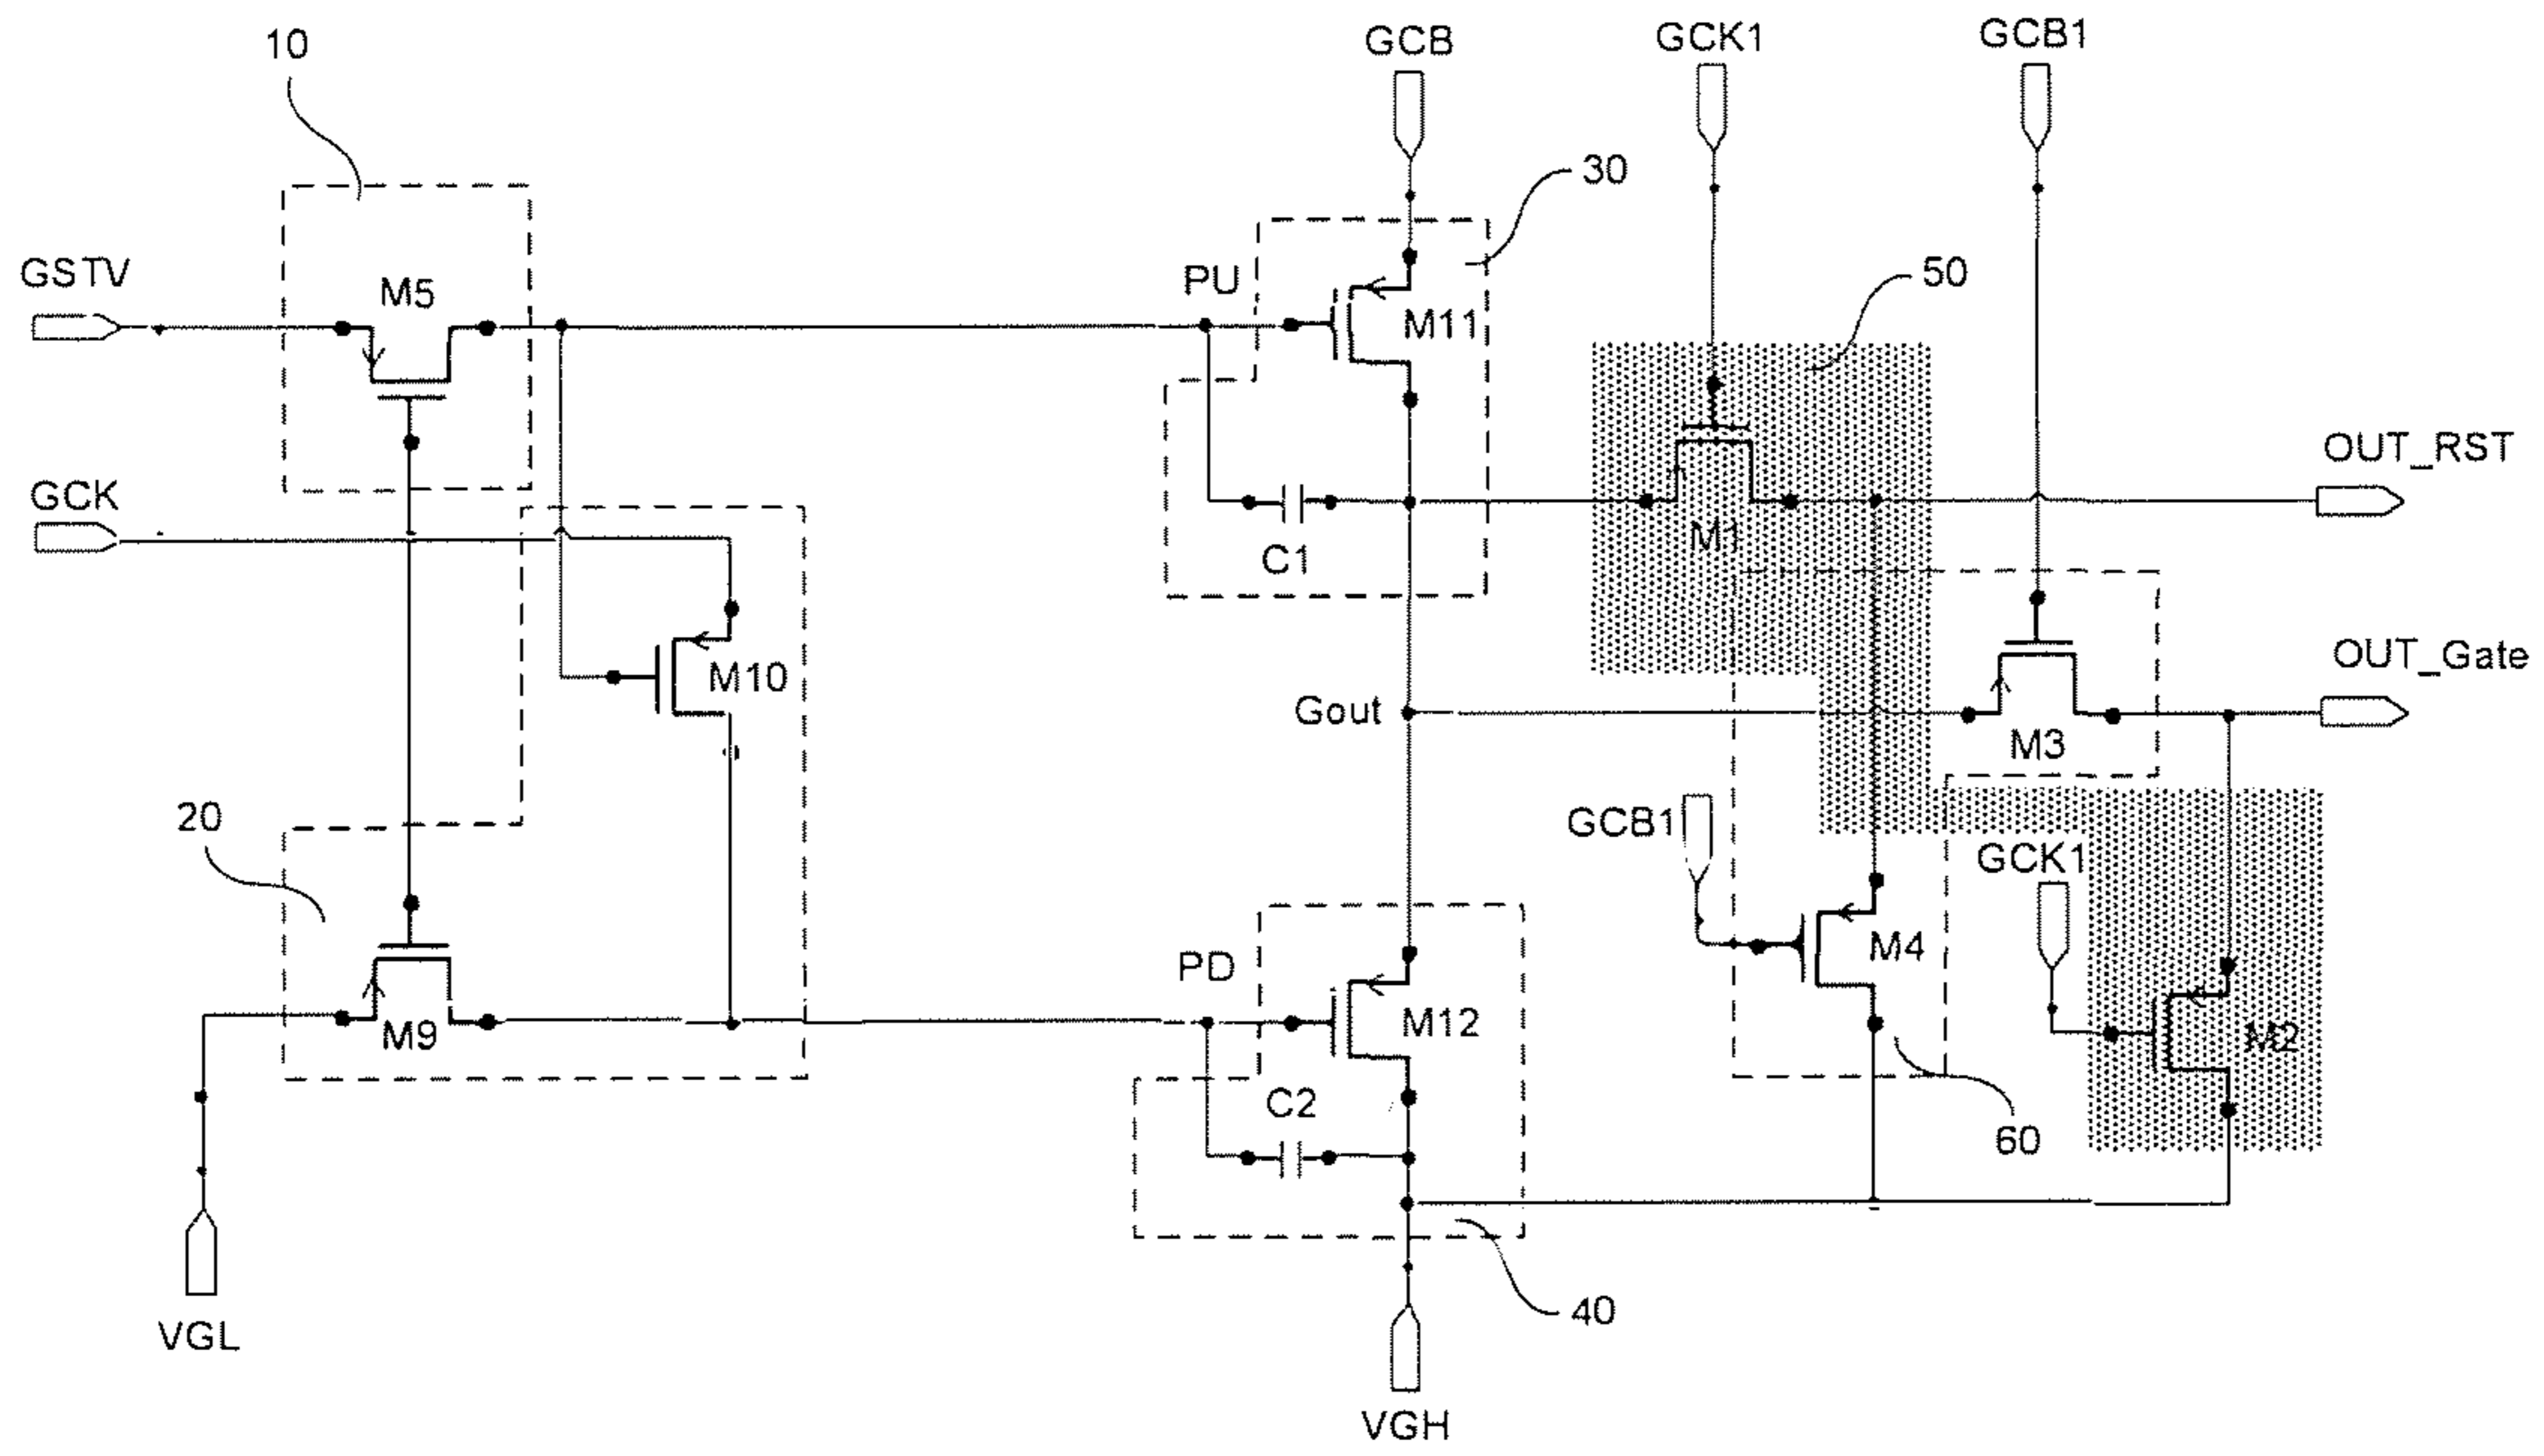 10
GCB
GCK1
GCB1
30
GSTV
M5
PU
M11
50
GCK
C1
M1
OUT_RST
M10
Gout
M3
OUT_Gate
20
GCB1
GCK1
M9
PD
M12
M4
M2
C2
60
VGL
40
VGH